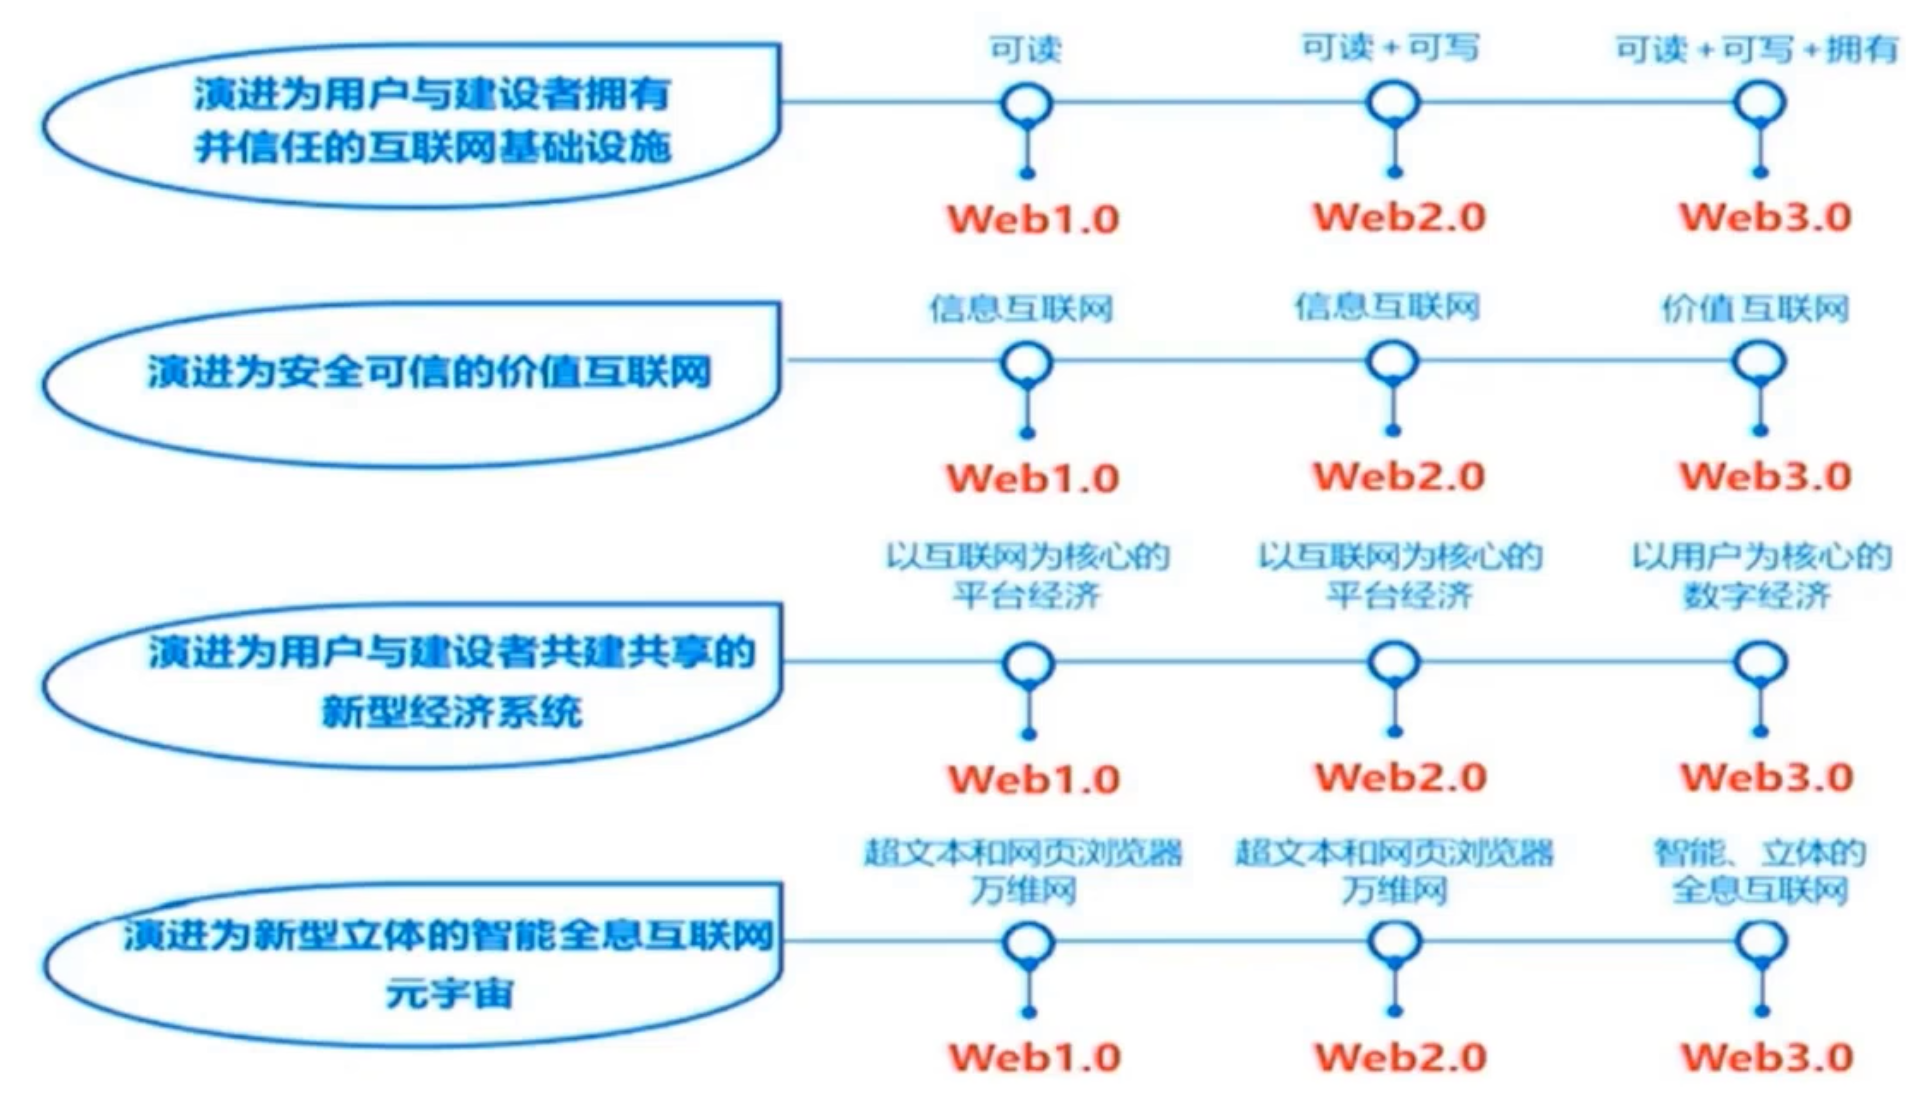 可读
可读+可写
可读+可写+拥有
演进为用户与建设者拥有
并信任的互联网基础设施
Web1.0
Web2.0
Web3.0
信息互联网
信息互联网
价值互联网
演进为安全可信的价值互联网
Web1.0
Web2.0
Web3.0
以互联网为核心的
平台经济
以互联网为核心的
平台经济
以用户为核心的
数字经济
演进为用户与建设者共建共享的
新型经济系统
Web1.0
Web2.0
Web3.0
超文本和网页浏览器
万维网
超文本和网页浏览器
万维网
智能、立体的
全息互联网
演进为新型立体的智能全息互联网
元宇宙
Web1.0
Web2.0
Web3.0